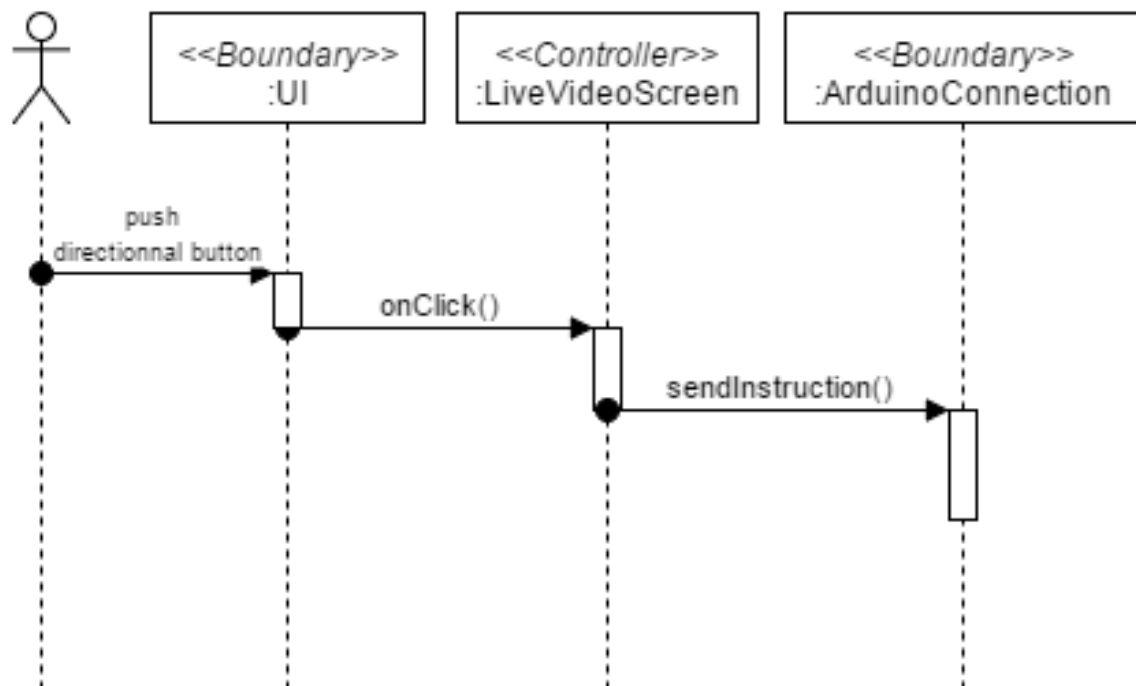 <<Boundary>>
:UI
<<Controller>>
:LiveVideoScreen
<<Boundary>>
:ArduinoConnection
push
directionnal button
onClick()
sendInstruction()